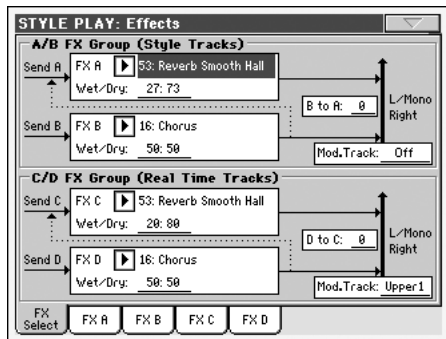 STYLE PLAY: Effects
A/B FX Group (Style Tracks)
Send A FX A 53: Reverb Smooth Hall
Wet/Dry: 27: 73
B to A: 0
L/Mono
Right
Send B FX B 16: Chorus
Wet/Dry: 50: 50
Mod.Track: Off
C/D FX Group (Real Time Tracks)
Send C FX C 53: Reverb Smooth Hall
Wet/Dry: 20: 80
D to C: 0
L/Mono
Right
Send D FX D 16: Chorus
Wet/Dry: 50: 50
Mod.Track: Upper1
FX Select
FX A FX B FX C FX D